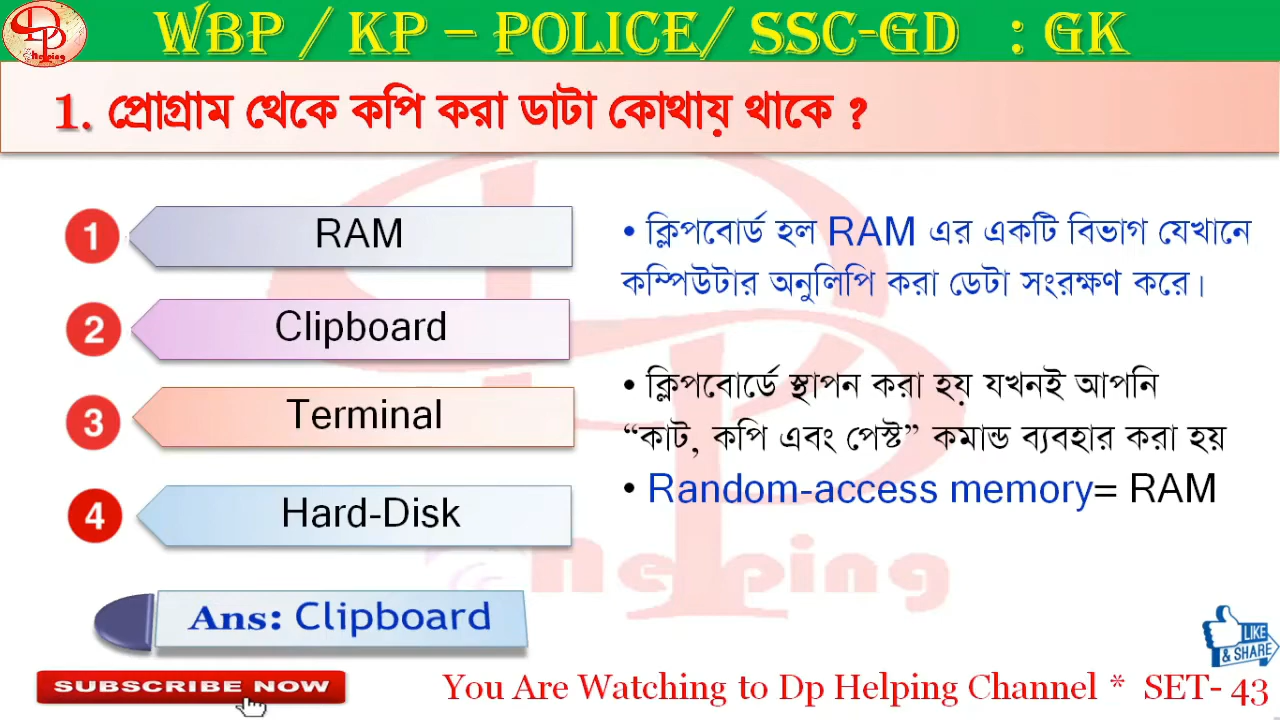 WBP / KP – POLICE/ SSC-GD : GK
DP
Helping
1. প্রোগ্রাম থেকে কপি করা ডাটা কোথায় থাকে ?
1 RAM
2 Clipboard
3 Terminal
4 Hard-Disk
• ক্লিপবোর্ড হল RAM এর একটি বিভাগ যেখানে
কম্পিউটার অনুলিপি করা ডেটা সংরক্ষণ করে।
• ক্লিপবোর্ডে স্থাপন করা হয় যখনই আপনি
“কাট, কপি এবং পেস্ট” কমান্ড ব্যবহার করা হয়
• Random-access memory= RAM
Helping
Ans: Clipboard
LIKE
& SHARE
SUBSCRIBE NOW
You Are Watching to Dp Helping Channel * SET- 43